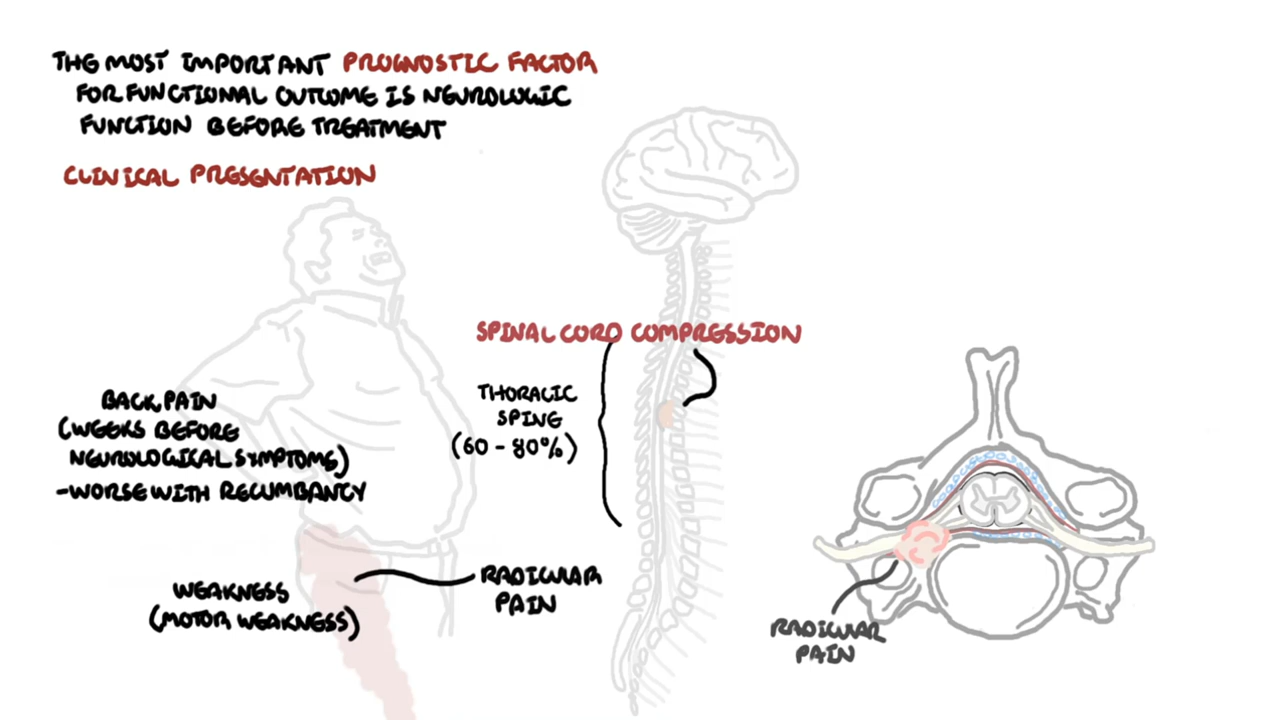 THE MOST IMPORTANT PROGNOSTIC FACTOR
FOR FUNCTIONAL OUTCOME IS NEUROLOGIC
FUNCTION BEFORE TREATMENT
CLINICAL PRESENTATION
SPINAL CORD COMPRESSION
THORACIC
SPINE
(60-80%)
BACK PAIN
(WEEKS BEFORE
NEUROLOGICAL SYMPTOMS)
-WORSE WITH RECUMBANCY
WEAKNESS
(MOTOR WEAKNESS)
RADICULAR
PAIN
RADICULAR
PAIN